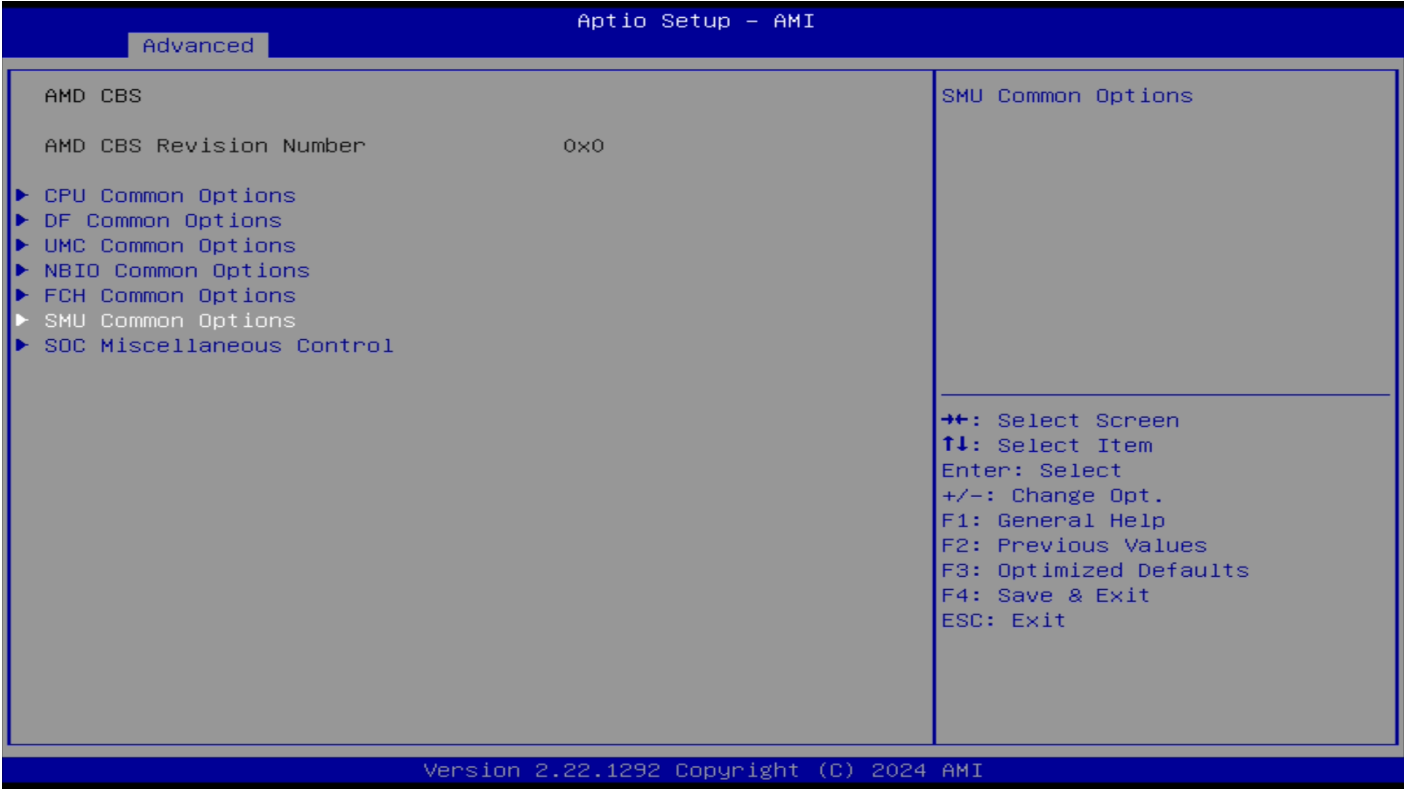 Aptio Setup – AMI
Advanced
AMD CBS
AMD CBS Revision Number 0x0
► CPU Common Options
► DF Common Options
► UMC Common Options
► NBIO Common Options
► FCH Common Options
► SMU Common Options
► SOC Miscellaneous Control
SMU Common Options
→←: Select Screen
↑↓: Select Item
Enter: Select
+/-: Change Opt.
F1: General Help
F2: Previous Values
F3: Optimized Defaults
F4: Save & Exit
ESC: Exit
Version 2.22.1292 Copyright (C) 2024 AMI